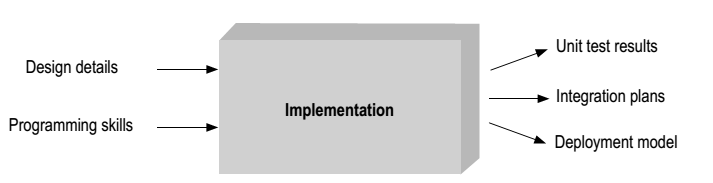 Design details
Programming skills
Implementation
Unit test results
Integration plans
Deployment model